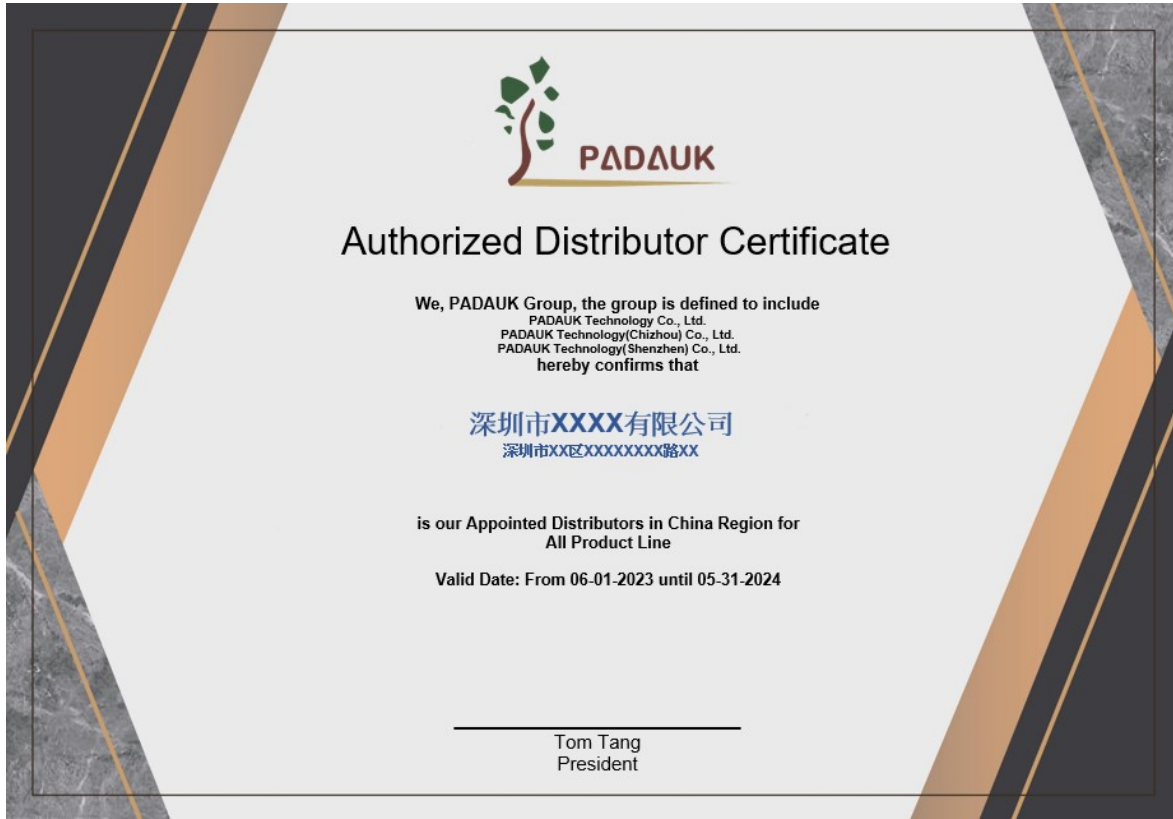 PADAUK
Authorized Distributor Certificate
We, PADAUK Group, the group is defined to include
PADAUK Technology Co., Ltd.
PADAUK Technology(Chizhou) Co., Ltd.
PADAUK Technology(Shenzhen) Co., Ltd.
hereby confirms that
深圳市XXXX有限公司
深圳市XX区XXXXXXXX路XX
is our Appointed Distributors in China Region for
All Product Line
Valid Date: From 06-01-2023 until 05-31-2024
Tom Tang
President